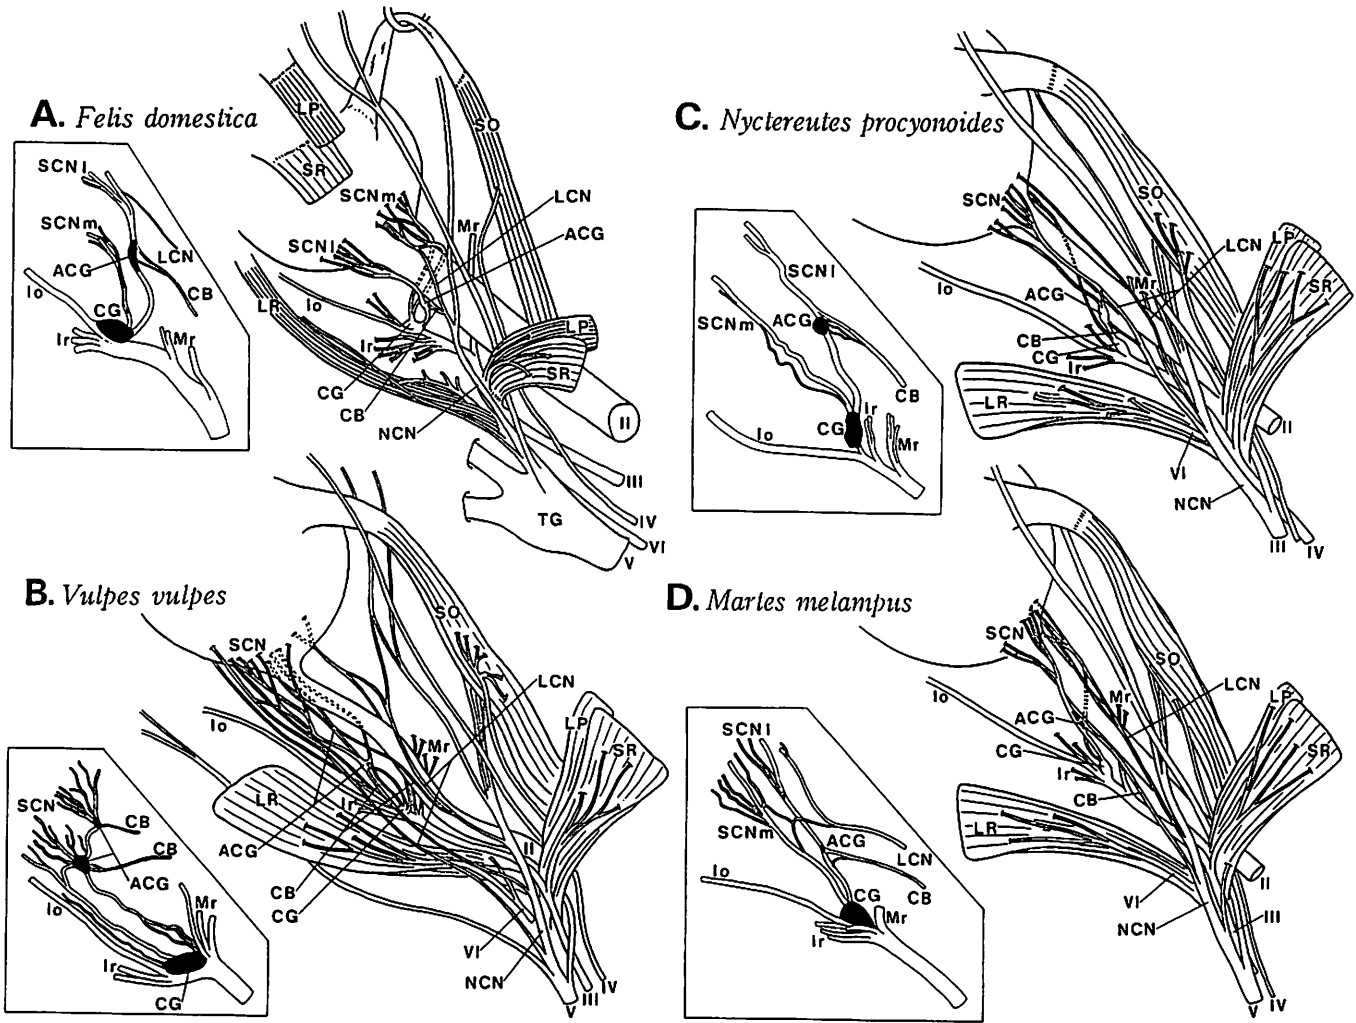 A. Felis domestica
SCNl
SCNm
ACG
LCN
Io
CB
CG
Ir
Mr
LP
SR
SO
SCNm
LCN
Mr
ACG
SCNl
Io
LR
LP
Ir
SR
CG
CB
II
NCN
III
TG
IV
VI
V
B. Vulpes vulpes
SO
SCN
LCN
Io
LP
Mr
SR
LR
Ir
ACG
II
CB
CG
VI
NCN
III
IV
V
SCN
CB
CB
ACG
Io
Mr
Ir
CG
C. Nyctereutes procyonoides
SCN
SO
LCN
LP
Io
ACG
Mr
SR
CB
CG
Ir
LR
II
VI
NCN
III
IV
SCNl
SCNm
ACG
CB
CG
Ir
Io
Mr
D. Martes melampus
SCN
SO
Io
Mr
LCN
LP
ACG
SR
CG
Ir
CB
LR
II
VI
NCN
III
V
IV
SCNl
SCNm
ACG
LCN
Io
CB
CG
Mr
Ir